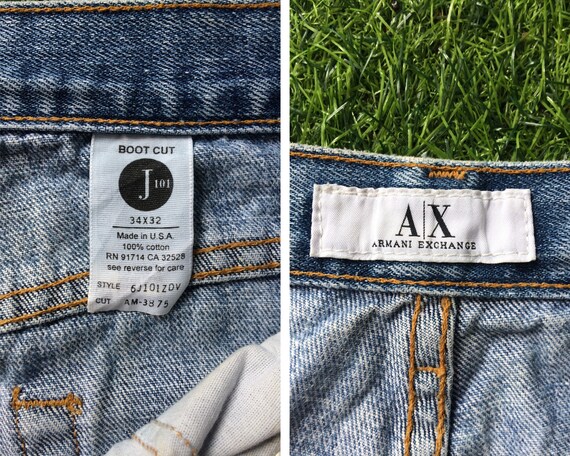 BOOT CUT
J 101
34X32
Made in U.S.A.
100% cotton
RN 91714 CA 32528
see reverse for care
STYLE 6J101ZDV
CUT AM-3875
A|X
ARMANI EXCHANGE